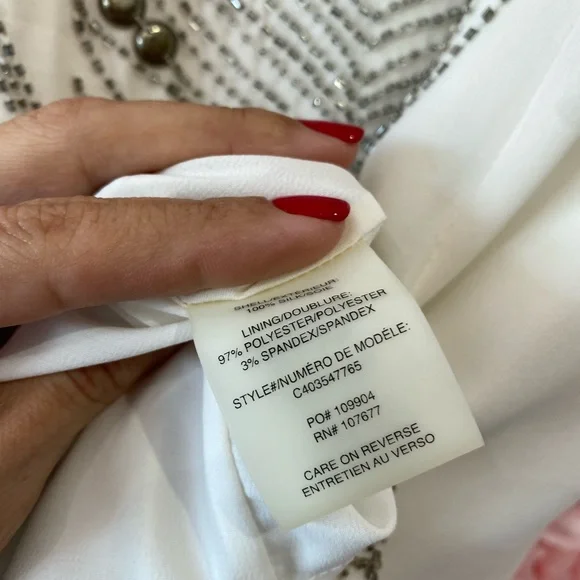 SHELL/EXTÉRIEUR:
100% SILK/SOIE
LINING/DOUBLURE:
97% POLYESTER/POLYESTER
3% SPANDEX/SPANDEX
STYLE#/NUMÉRO DE MODÈLE:
C403547765
PO# 109904
RN# 107677
CARE ON REVERSE
ENTRETIEN AU VERSO